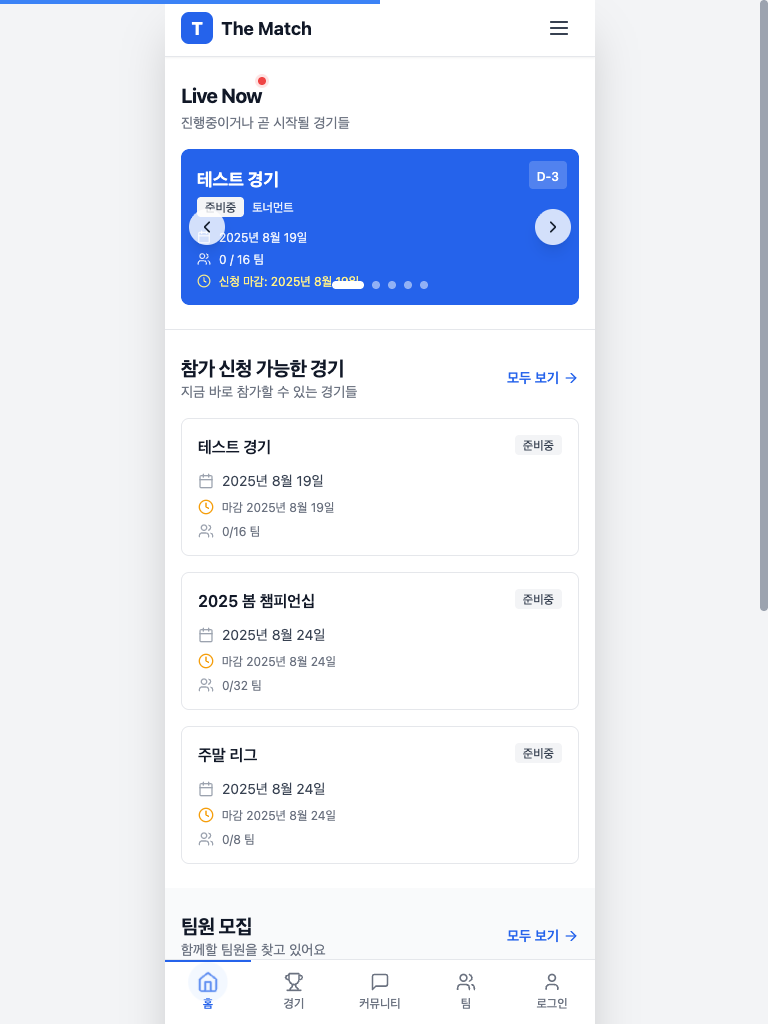 T The Match
Live Now
진행중이거나 곧 시작될 경기들
테스트 경기
D-3
준비중 토너먼트
2025년 8월 19일
0 / 16 팀
신청 마감: 2025년 8월 19일
참가 신청 가능한 경기
지금 바로 참가할 수 있는 경기들
모두 보기
테스트 경기
준비중
2025년 8월 19일
마감 2025년 8월 19일
0/16 팀
2025 봄 챔피언십
준비중
2025년 8월 24일
마감 2025년 8월 24일
0/32 팀
주말 리그
준비중
2025년 8월 24일
마감 2025년 8월 24일
0/8 팀
팀원 모집
함께할 팀원을 찾고 있어요
모두 보기
홈 경기 커뮤니티 팀 로그인